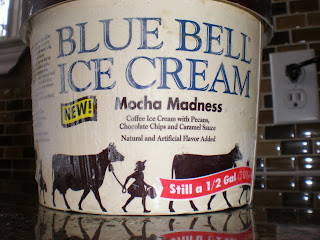 BLUE BELL
ICE CREAM
NEW!
Mocha Madness
Coffee Ice Cream with Pecans,
Chocolate Chips and Caramel Sauce
Natural and Artificial Flavor Added
Still a 1/2 Gal